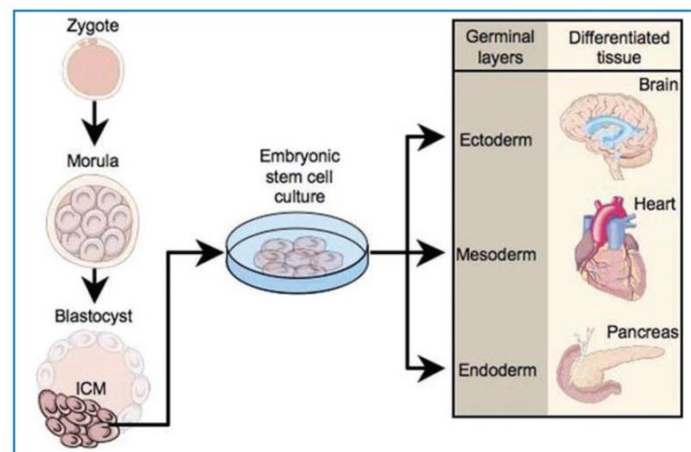 Zygote
Morula
Blastocyst
ICM
Embryonic
stem cell
culture
Germinal
layers
Differentiated
tissue
Ectoderm
Brain
Mesoderm
Heart
Endoderm
Pancreas